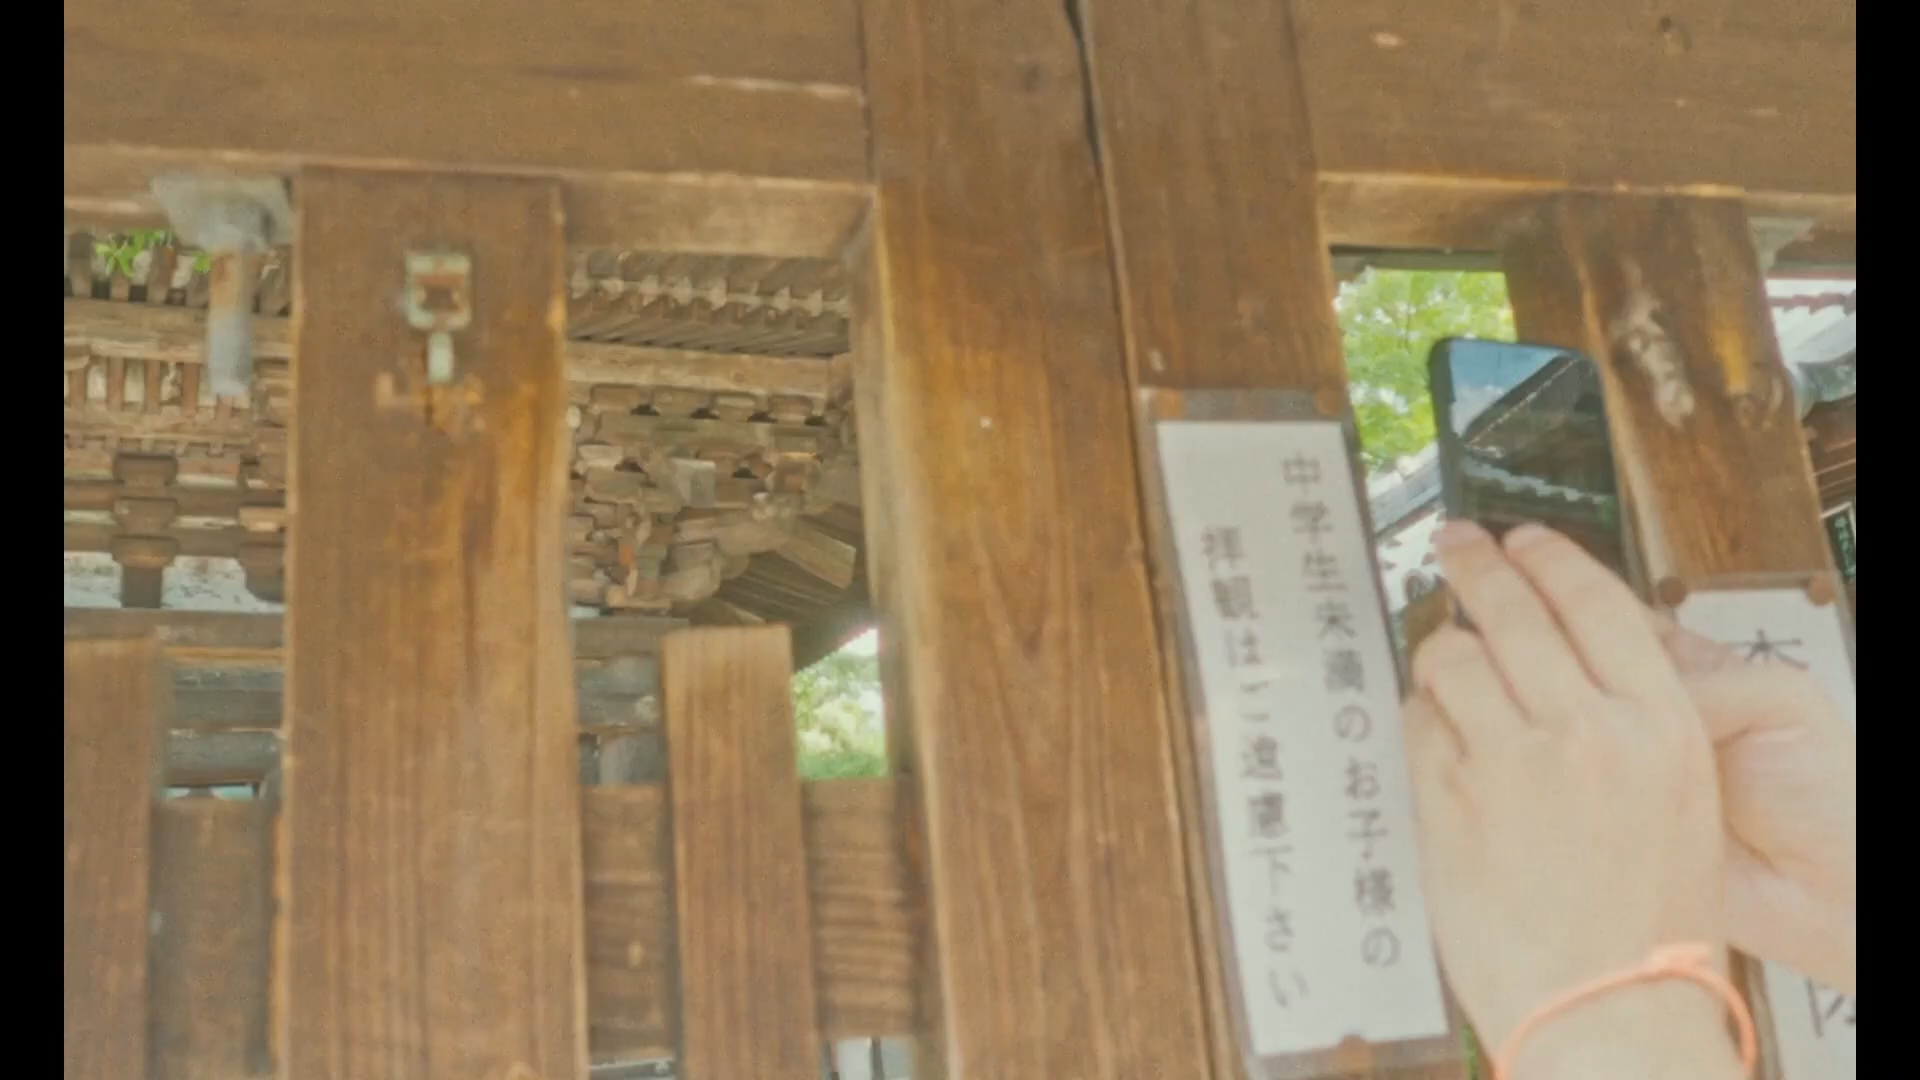 中学生未満のお子様の
拝観はご遠慮下さい
木